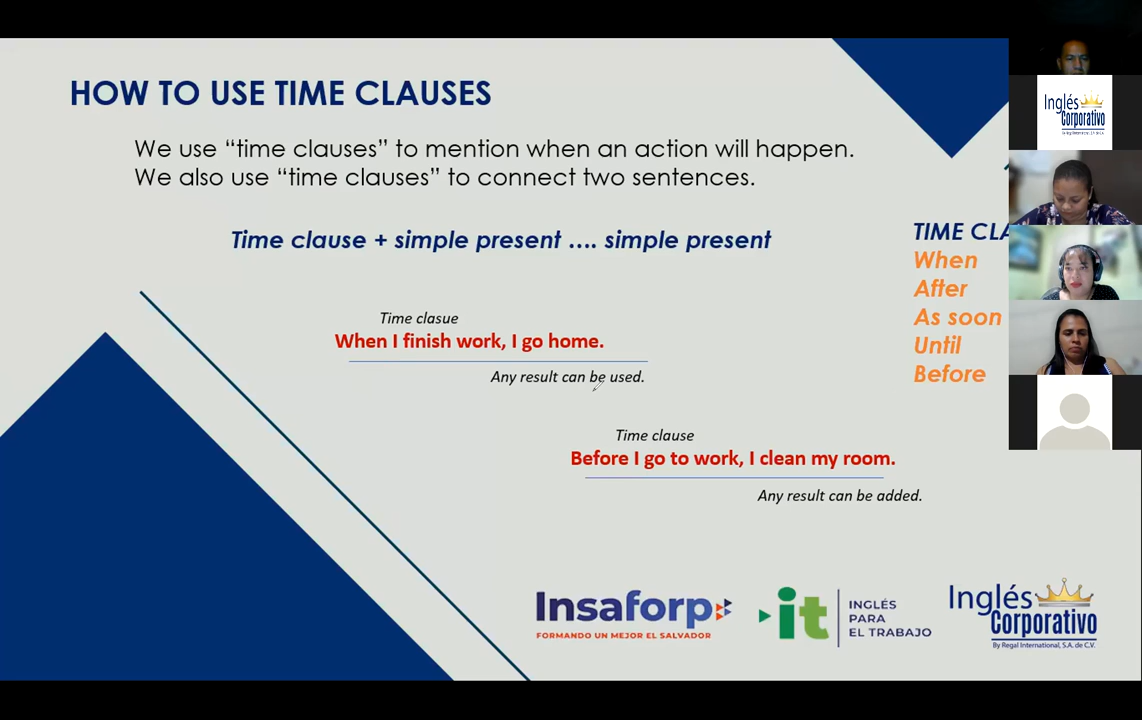 HOW TO USE TIME CLAUSES
We use “time clauses” to mention when an action will happen.
We also use “time clauses” to connect two sentences.
Time clause + simple present .... simple present
Time clasue
When I finish work, I go home.
Any result can be used.
Time clause
Before I go to work, I clean my room.
Any result can be added.
TIME CLA
When
After
As soon
Until
Before
Inglés
Corporativo
Insaforp
FORMANDO UN MEJOR EL SALVADOR
it
INGLÉS
PARA
EL TRABAJO
Inglés
Corporativo
By Regal International, S.A. de C.V.